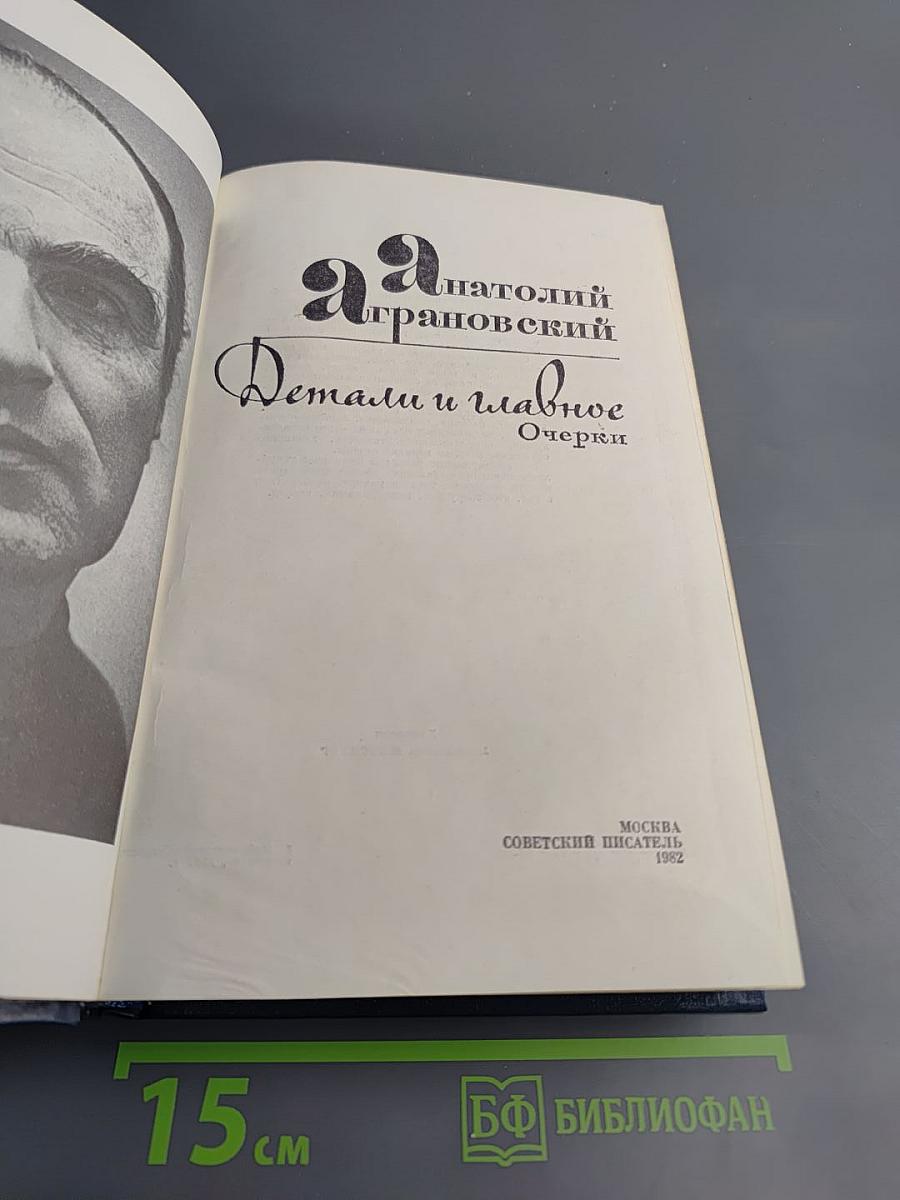 Анатолий
Аграновский
Детали и главное
Очерки
МОСКВА
СОВЕТСКИЙ ПИСАТЕЛЬ
1982
15 см
БФ БИБЛИОФАН